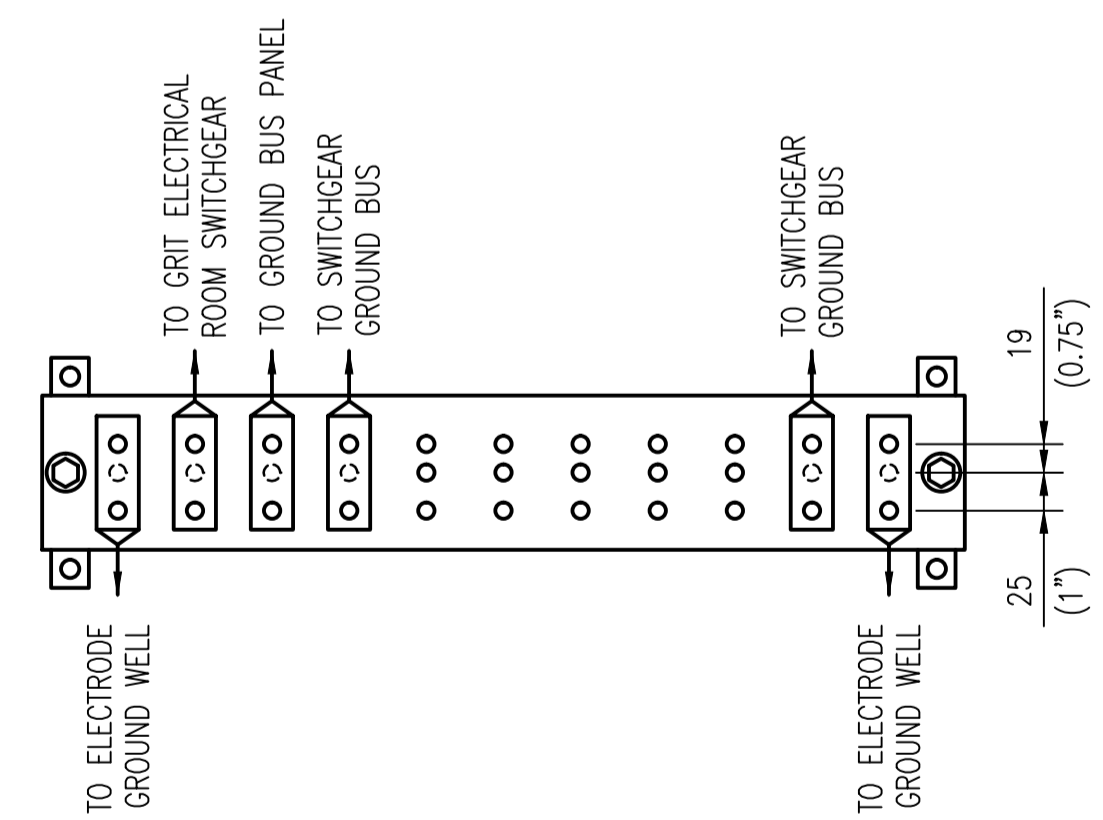 TO GRIT ELECTRICAL
ROOM SWITCHGEAR
TO GROUND BUS PANEL
TO SWITCHGEAR
GROUND BUS
TO SWITCHGEAR
GROUND BUS
19
(0.75")
25
(1")
TO ELECTRODE
GROUND WELL
TO ELECTRODE
GROUND WELL